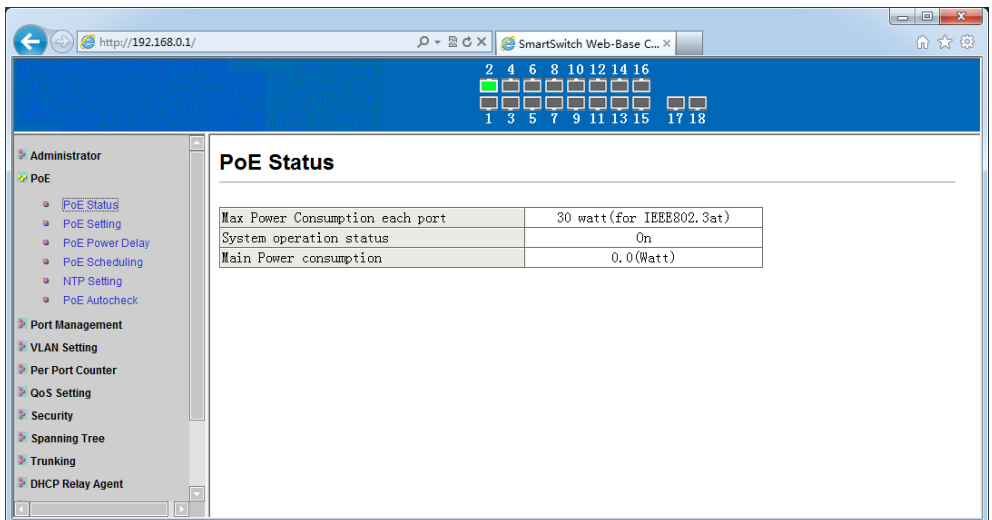 http://192.168.0.1/
SmartSwitch Web-Base C...
2 4 6 8 10 12 14 16
1 3 5 7 9 11 13 15 17 18
Administrator
PoE
PoE Status
PoE Setting
PoE Power Delay
PoE Scheduling
NTP Setting
PoE Autocheck
Port Management
VLAN Setting
Per Port Counter
QoS Setting
Security
Spanning Tree
Trunking
DHCP Relay Agent
PoE Status
Max Power Consumption each port 30 watt(for IEEE802.3at)
System operation status On
Main Power consumption 0.0(Watt)